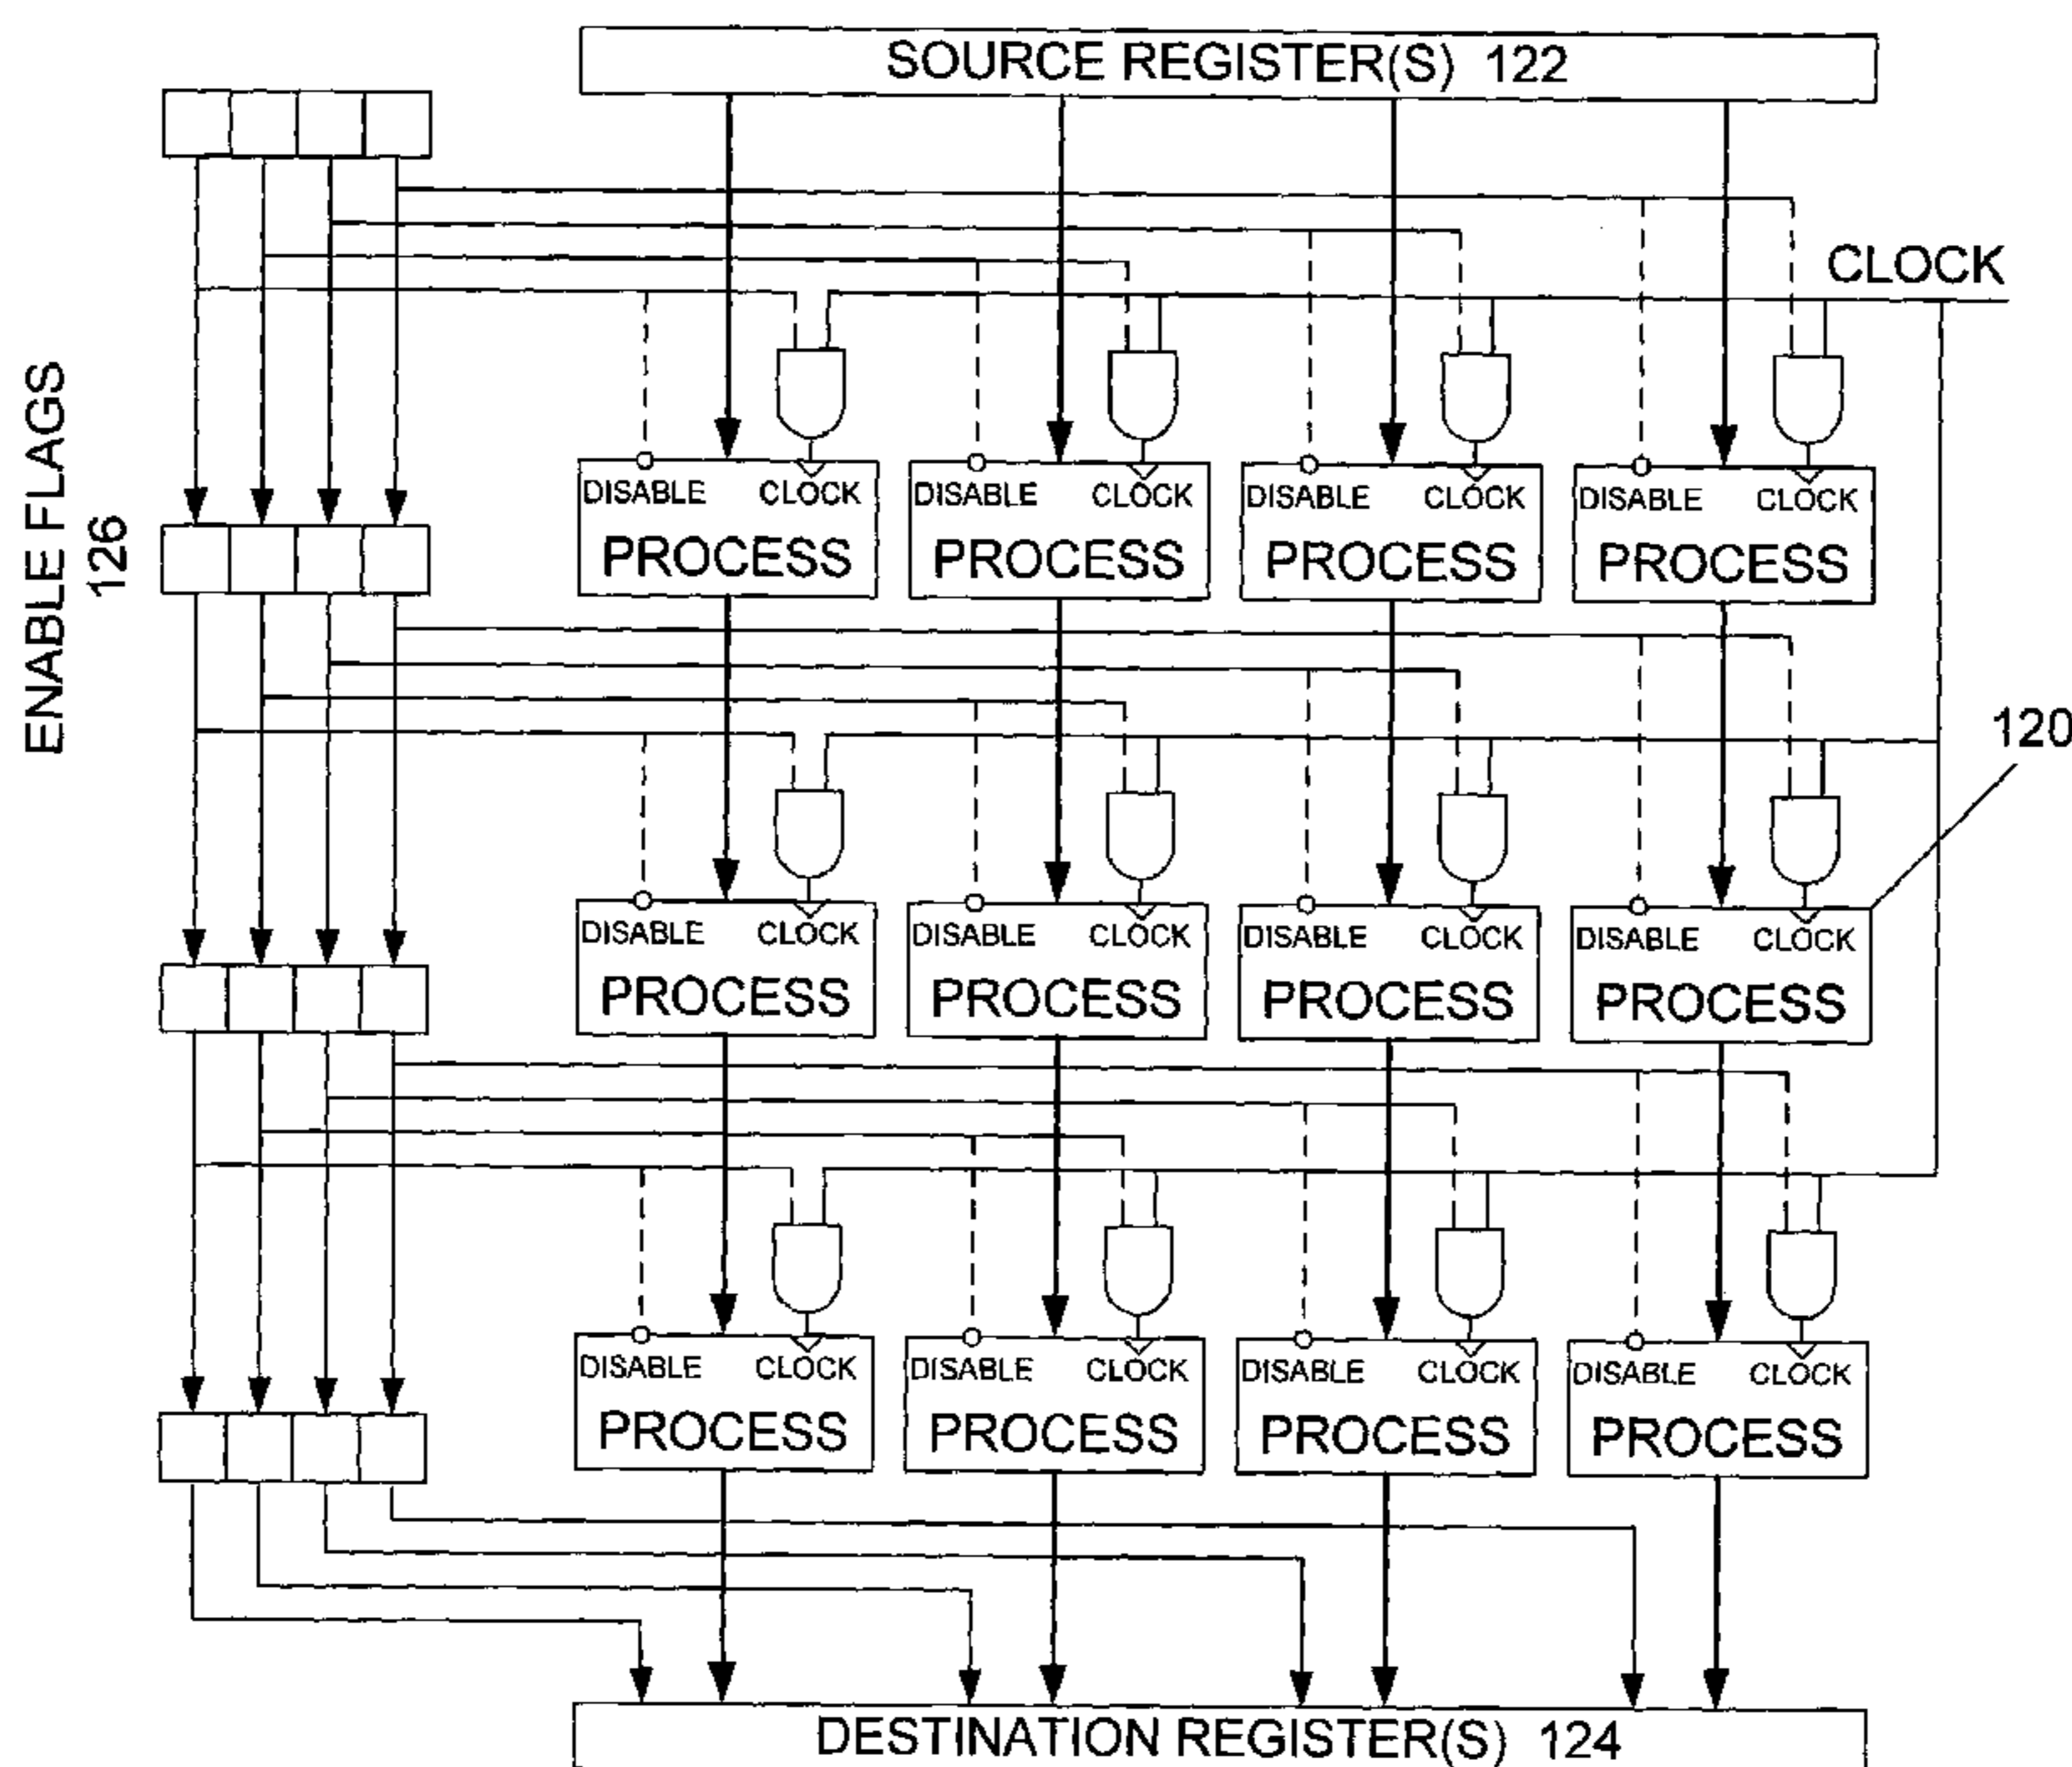 SOURCE REGISTER(S) 122
CLOCK
ENABLE FLAGS
126
DISABLE CLOCK DISABLE CLOCK DISABLE CLOCK DISABLE CLOCK
PROCESS PROCESS PROCESS PROCESS
120
DISABLE CLOCK DISABLE CLOCK DISABLE CLOCK DISABLE CLOCK
PROCESS PROCESS PROCESS PROCESS
DISABLE CLOCK DISABLE CLOCK DISABLE CLOCK DISABLE CLOCK
PROCESS PROCESS PROCESS PROCESS
DESTINATION REGISTER(S) 124